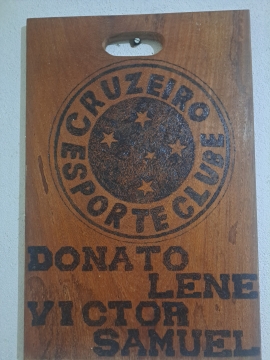 CRUZEIRO
ESPORTE CLUBE
DONATO
LENE
VICTOR
SAMUEL